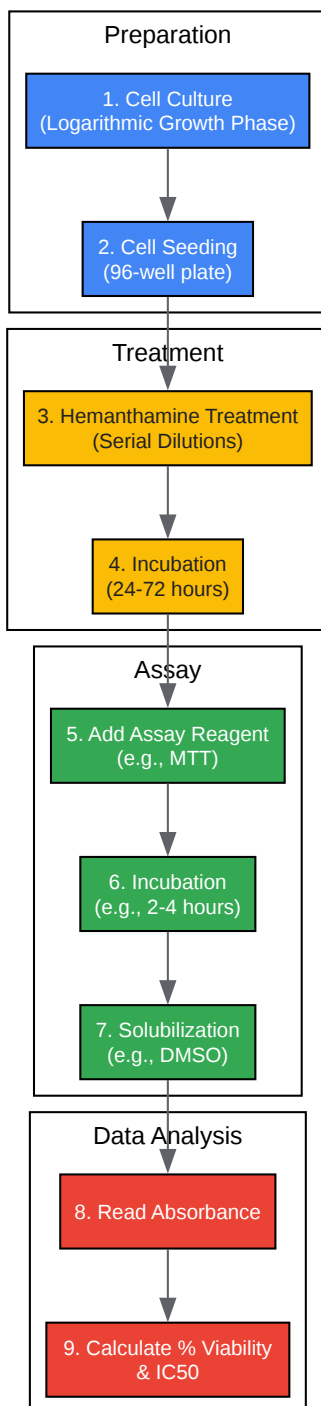 Preparation
1. Cell Culture
(Logarithmic Growth Phase)
2. Cell Seeding
(96-well plate)
Treatment
3. Hemanthamine Treatment
(Serial Dilutions)
4. Incubation
(24-72 hours)
Assay
5. Add Assay Reagent
(e.g., MTT)
6. Incubation
(e.g., 2-4 hours)
7. Solubilization
(e.g., DMSO)
Data Analysis
8. Read Absorbance
9. Calculate % Viability
& IC50